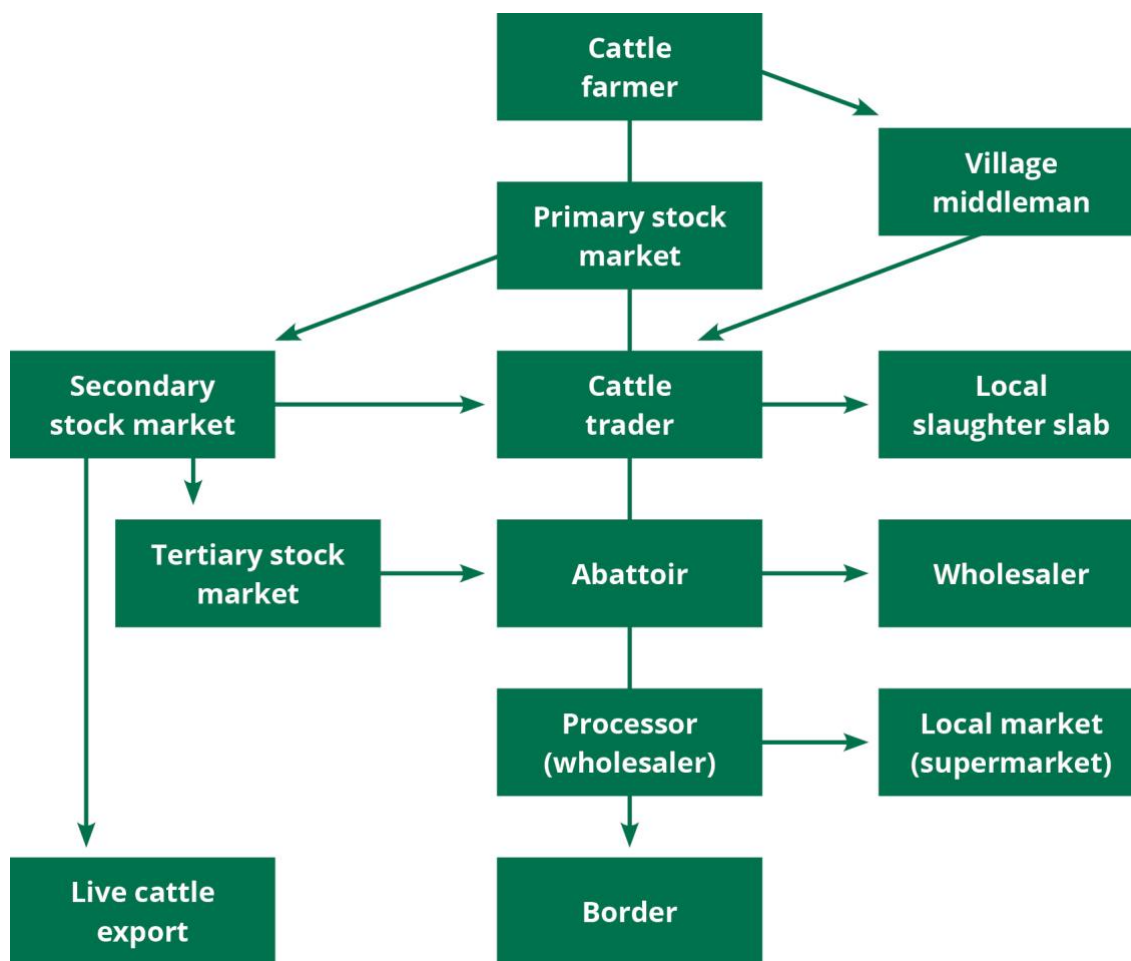 Cattle
farmer
Village
middleman
Primary stock
market
Secondary
stock market
Cattle
trader
Local
slaughter slab
Tertiary stock
market
Abattoir
Wholesaler
Processor
(wholesaler)
Local market
(supermarket)
Live cattle
export
Border